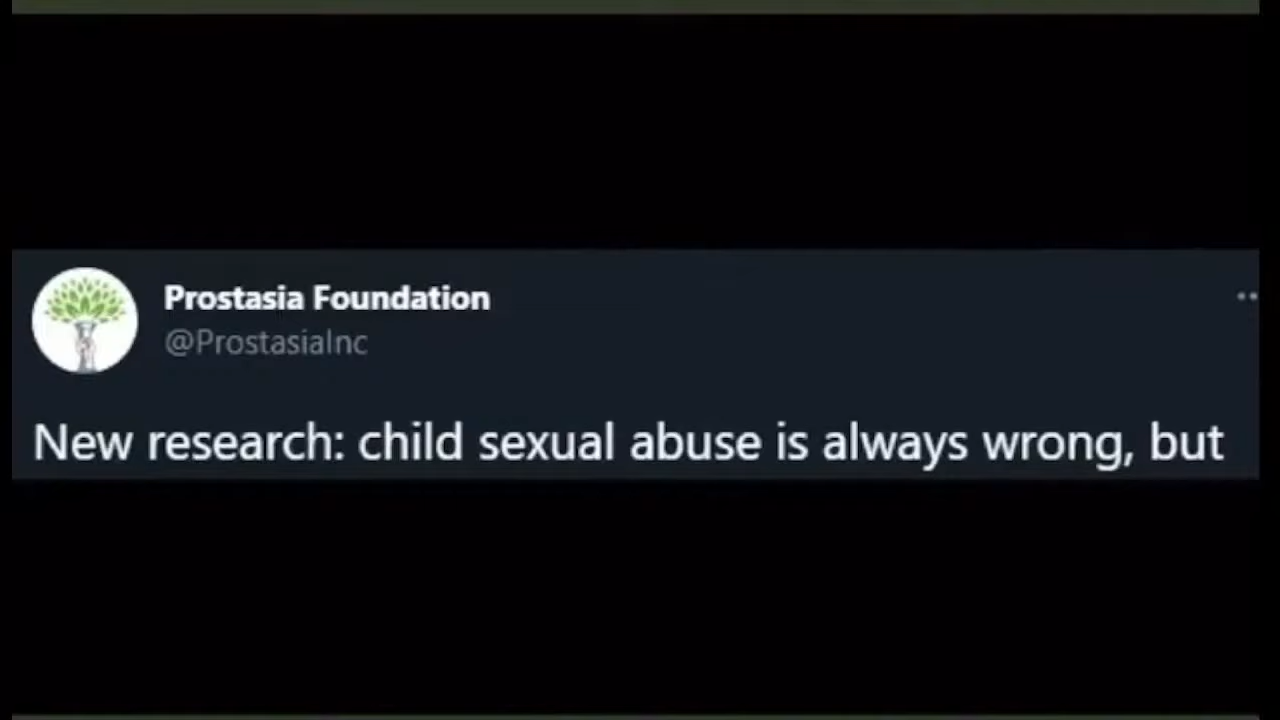 Prostasia Foundation
@ProstasiaInc
New research: child sexual abuse is always wrong, but